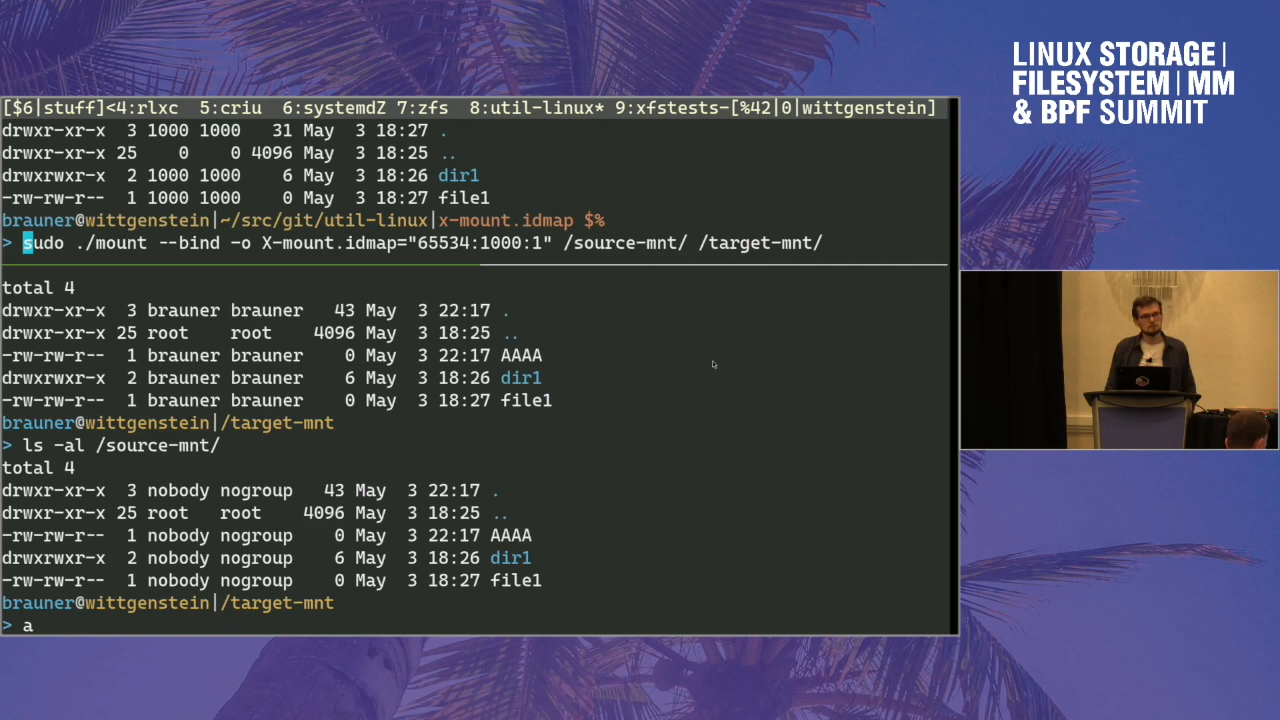 LINUX STORAGE |
FILESYSTEM | MM
& BPF SUMMIT
[$6|stuff]<4:rlxc  5:criu  6:systemdZ 7:zfs  8:util-linux* 9:xfstests-[%42|0|wittgenstein]
drwxr-xr-x  3 1000 1000   31 May  3 18:27 .
drwxr-xr-x 25    0    0 4096 May  3 18:25 ..
drwxrwxr-x  2 1000 1000    6 May  3 18:26 dir1
-rw-rw-r--  1 1000 1000    0 May  3 18:27 file1
brauner@wittgenstein|~/src/git/util-linux|x-mount.idmap $%
> sudo ./mount --bind -o X-mount.idmap="65534:1000:1" /source-mnt/ /target-mnt/
total 4
drwxr-xr-x  3 brauner brauner   43 May  3 22:17 .
drwxr-xr-x 25 root    root    4096 May  3 18:25 ..
-rw-rw-r--  1 brauner brauner    0 May  3 22:17 AAAA
drwxrwxr-x  2 brauner brauner    6 May  3 18:26 dir1
-rw-rw-r--  1 brauner brauner    0 May  3 18:27 file1
brauner@wittgenstein|/target-mnt
> ls -al /source-mnt/
total 4
drwxr-xr-x  3 nobody nogroup   43 May  3 22:17 .
drwxr-xr-x 25 root   root    4096 May  3 18:25 ..
-rw-rw-r--  1 nobody nogroup    0 May  3 22:17 AAAA
drwxrwxr-x  2 nobody nogroup    6 May  3 18:26 dir1
-rw-rw-r--  1 nobody nogroup    0 May  3 18:27 file1
brauner@wittgenstein|/target-mnt
> a